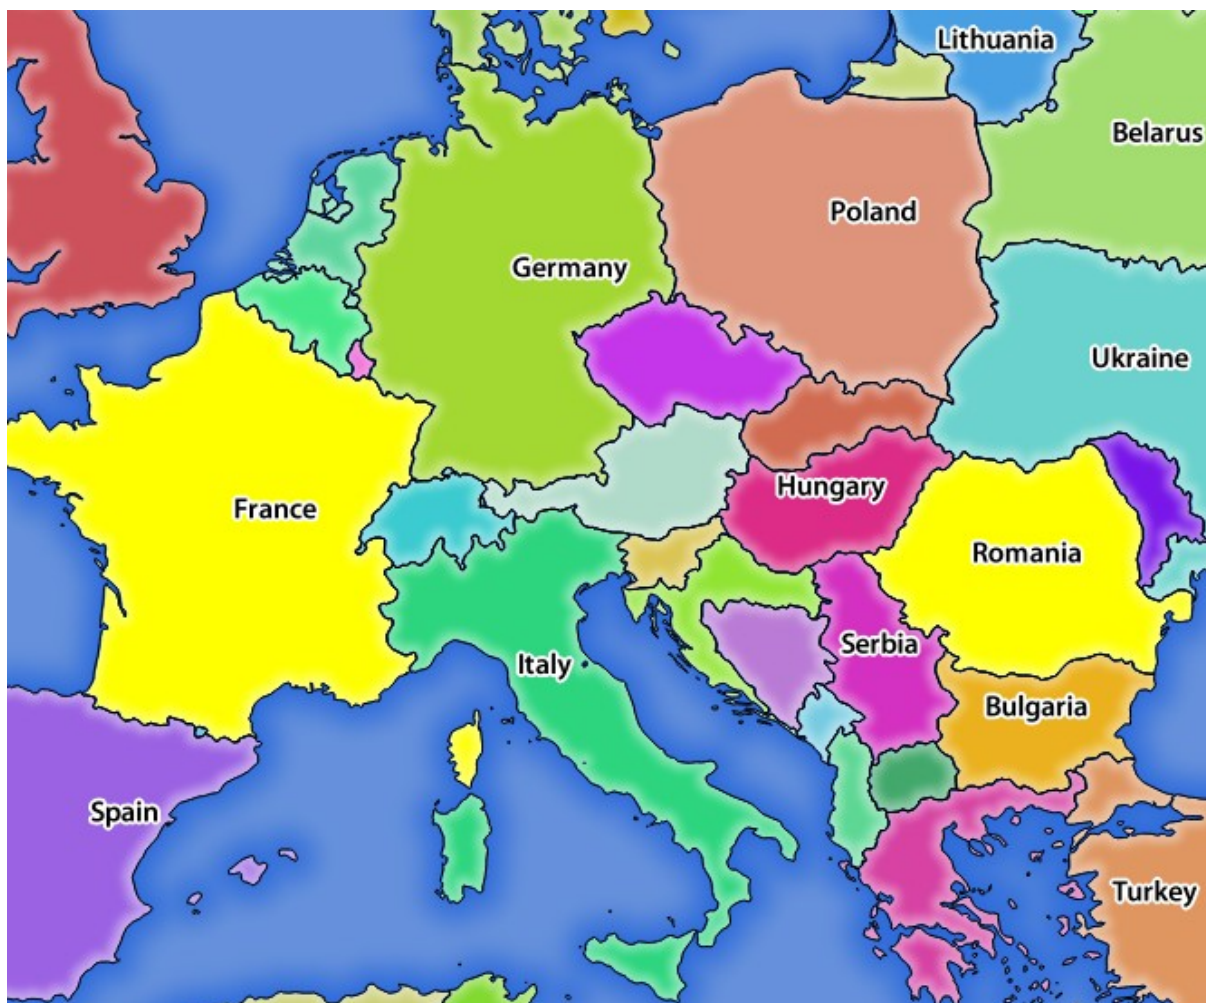 Lithuania
Belarus
Poland
Germany
Ukraine
Hungary
France
Romania
Serbia
Italy
Bulgaria
Spain
Turkey